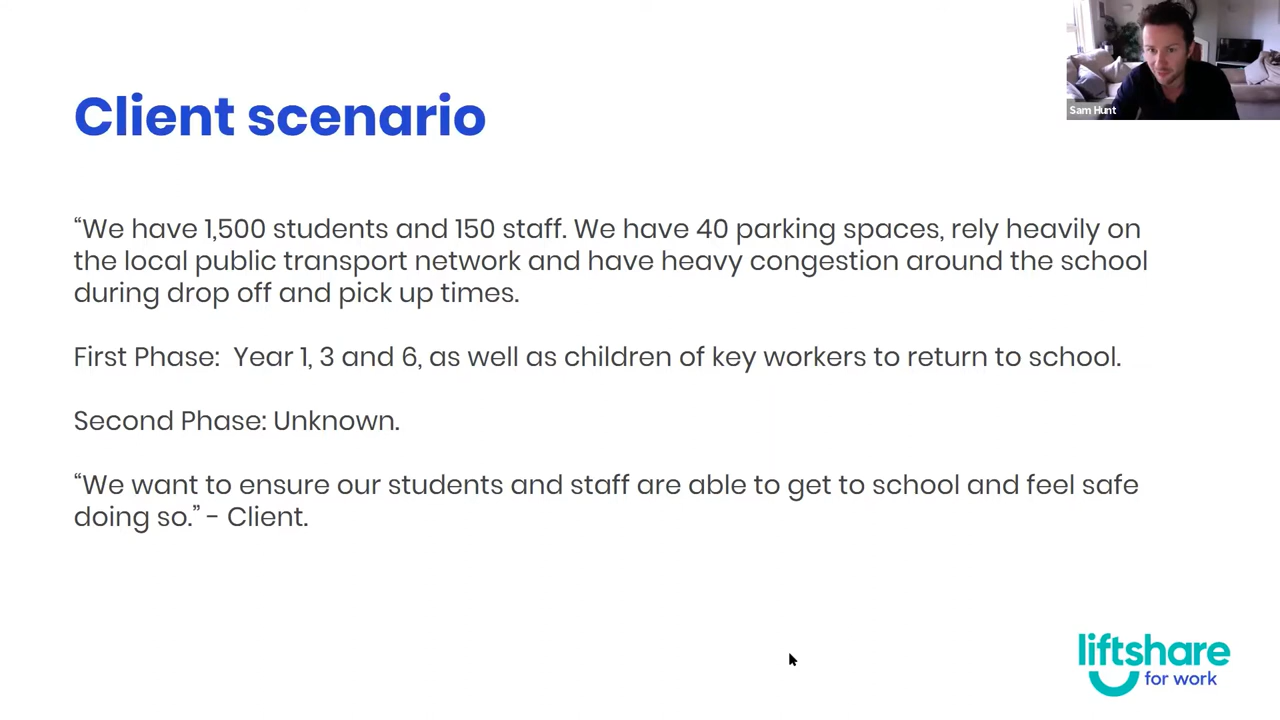 Client scenario
Sam Hunt
“We have 1,500 students and 150 staff. We have 40 parking spaces, rely heavily on
the local public transport network and have heavy congestion around the school
during drop off and pick up times.
First Phase:  Year 1, 3 and 6, as well as children of key workers to return to school.
Second Phase: Unknown.
“We want to ensure our students and staff are able to get to school and feel safe
doing so.” - Client.
liftshare
for work